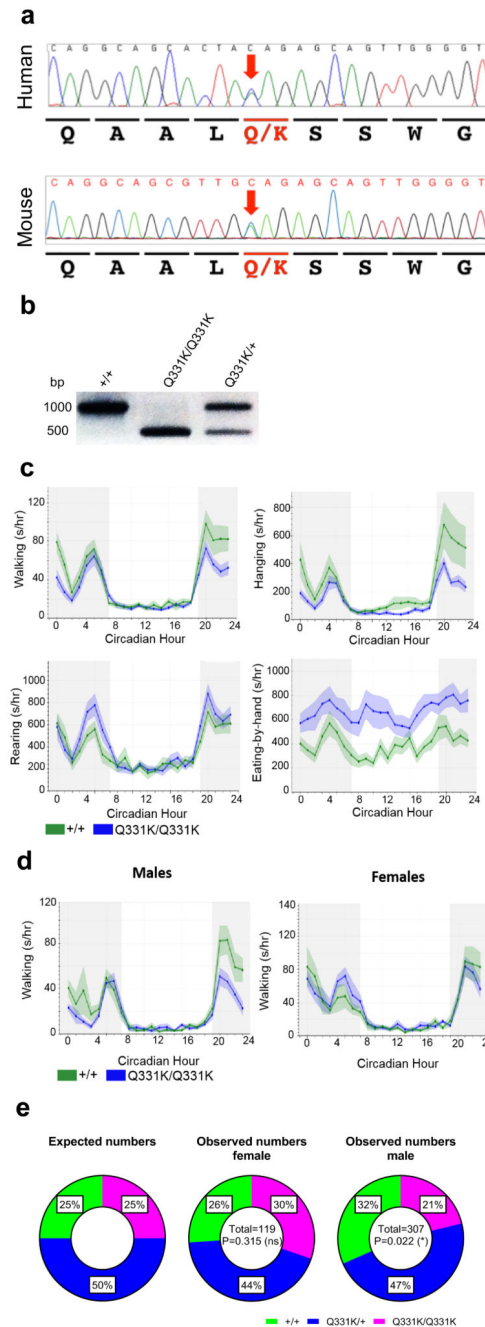 a
Human
C A G G C A G C A C T A C A G A G C A G T T G G G G T
Q A A L Q/K S S W G
Mouse
C A G G C A G C G T T G C A G A G C A G T T G G G G T
Q A A L Q/K S S W G
b
bp +/+ Q331K/Q331K Q331K/+
1000
500
c
Walking (s/hr)
120
80
40
0
0 4 8 12 16 20 24
Circadian Hour
Hanging (s/hr)
800
600
400
200
0
0 4 8 12 16 20 24
Circadian Hour
Rearing (s/hr)
1000
800
600
400
200
0
0 4 8 12 16 20 24
Circadian Hour
Eating-by-hand (s/hr)
800
600
400
200
0
0 4 8 12 16 20 24
Circadian Hour
+/+ Q331K/Q331K
d
Males
Walking (s/hr)
120
80
40
0
0 4 8 12 16 20 24
Circadian Hour
Females
Walking (s/hr)
140
120
80
40
0
0 4 8 12 16 20 24
Circadian Hour
+/+ Q331K/Q331K
e
Expected numbers
25% 25%
50%
Observed numbers
female
26% 30%
Total=119
P=0.315 (ns)
44%
Observed numbers
male
32% 21%
Total=307
P=0.022 (*)
47%
+/+ Q331K/+ Q331K/Q331K